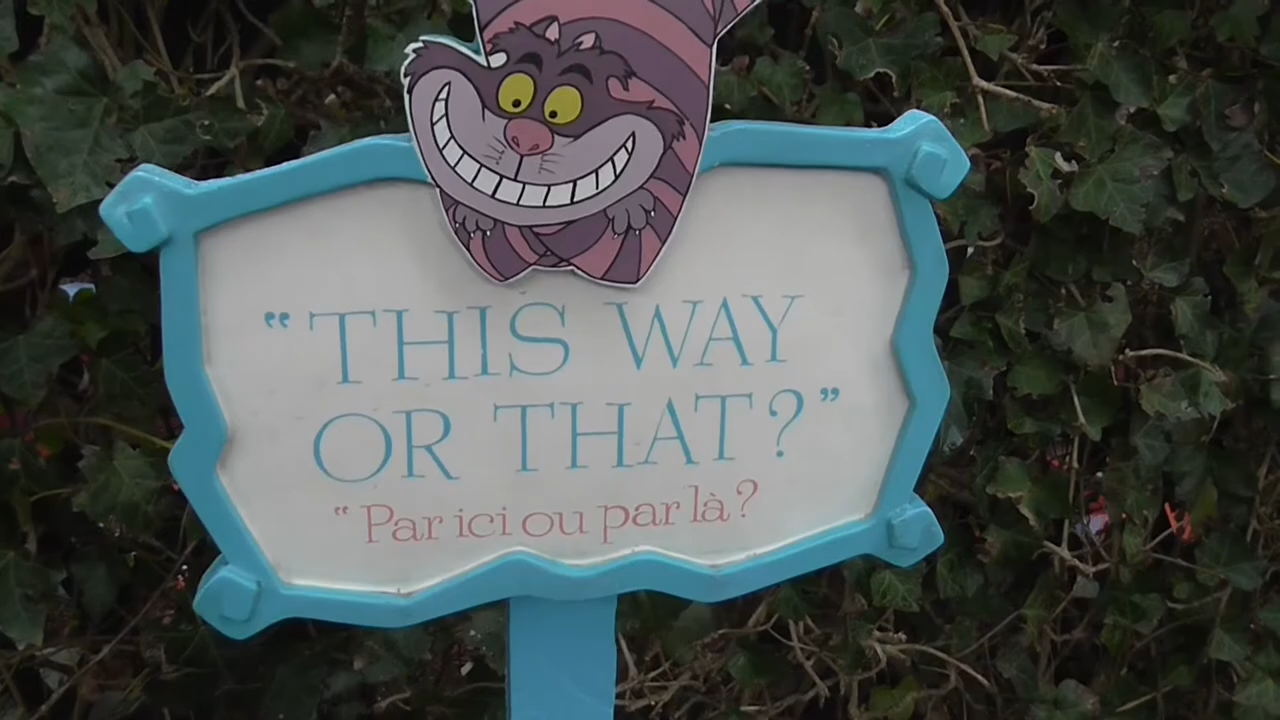 “THIS WAY
OR THAT?”
“Par ici ou par là?